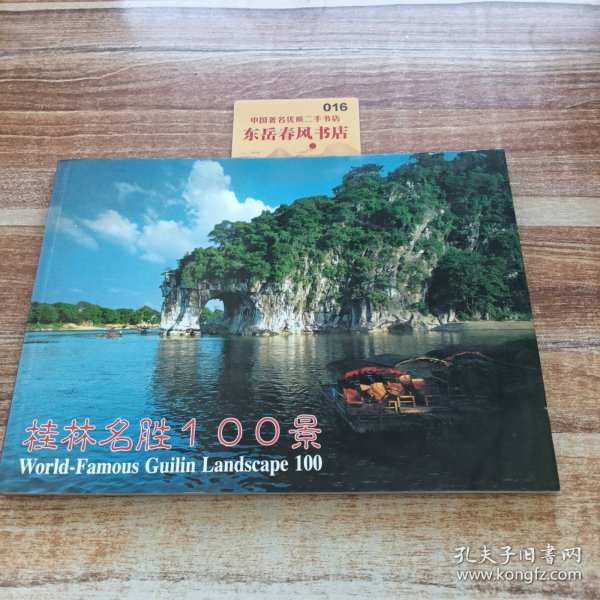 016
中国著名优质二手书店
东岳春风书店
桂林名胜100景
World-Famous Guilin Landscape 100
孔夫子旧书网
www.kongfz.com